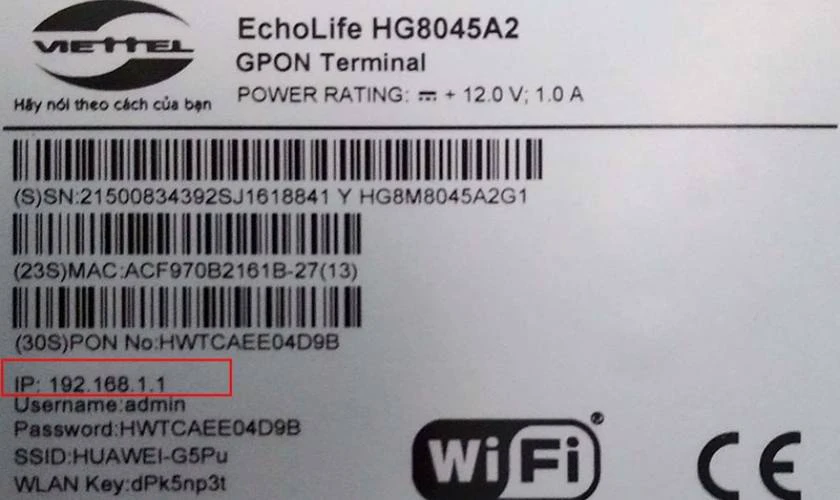 VIETTEL
Hãy nói theo cách của bạn
EchoLife HG8045A2
GPON Terminal
POWER RATING: ⎓ + 12.0 V; 1.0 A
(S)SN:21500834392SJ1618841 Y HG8M8045A2G1
(23S)MAC:ACF970B2161B-27(13)
(30S)PON No:HWTCAEE04D9B
IP: 192.168.1.1
Username:admin
Password:HWTCAEE04D9B
SSID:HUAWEI-G5Pu
WLAN Key:dPk5np3t
WiFi®
CE